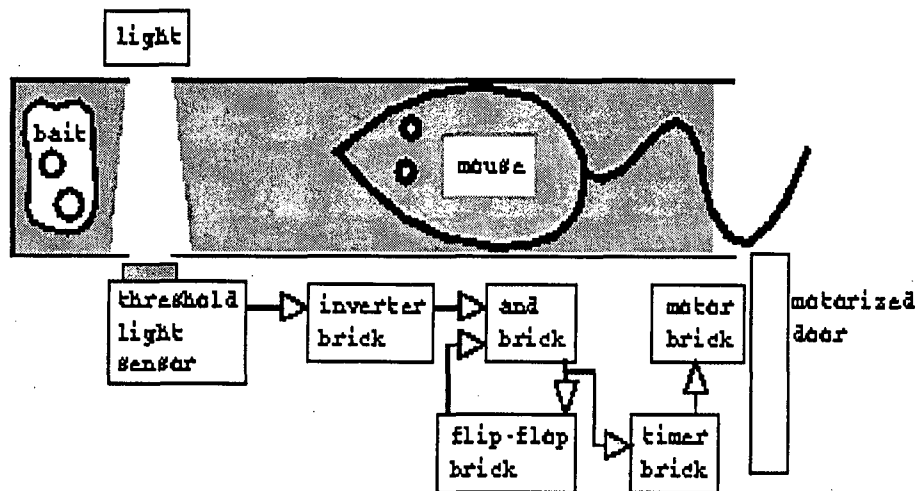 light
bait
mouse
threshold
light
sensor
inverter
brick
and
brick
motor
brick
motorized
door
flip-flop
brick
timer
brick